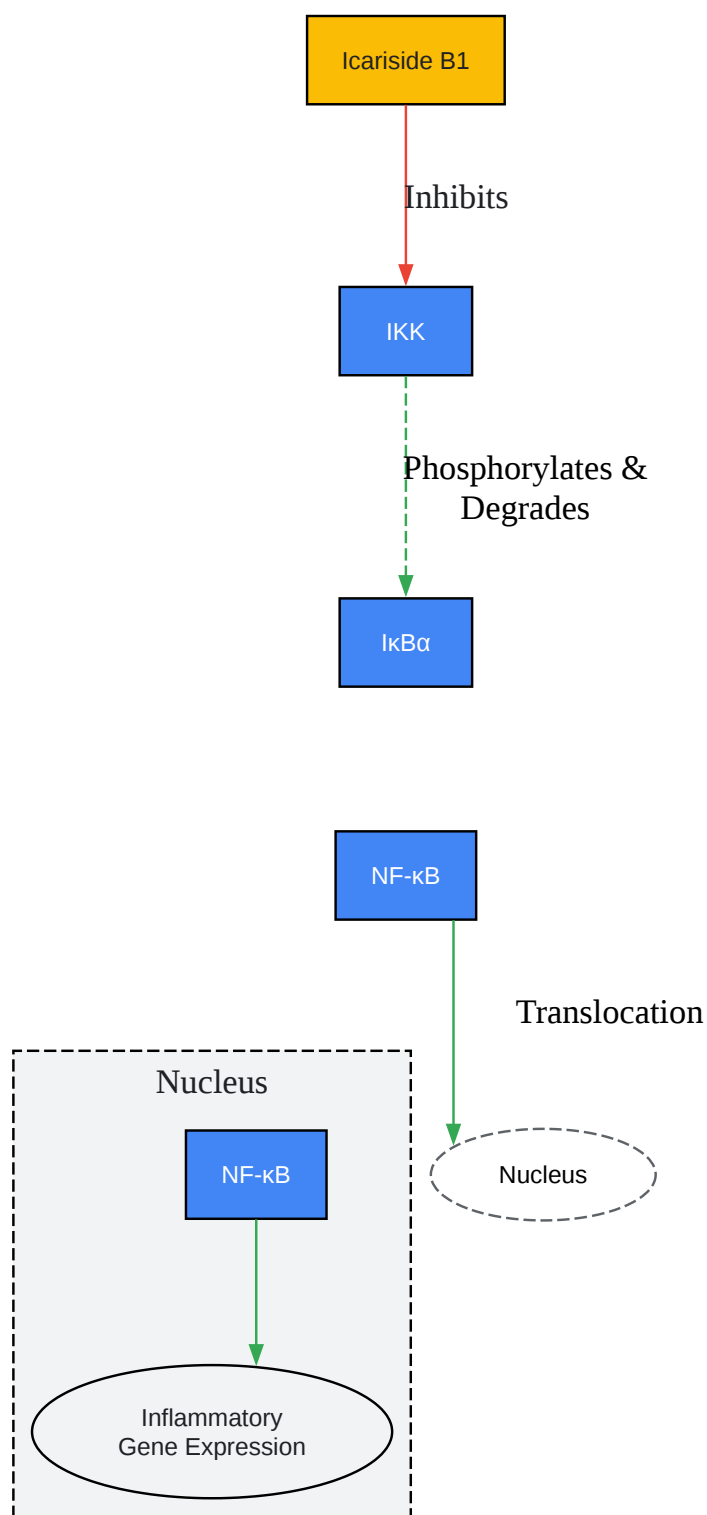 Icariside B1
Inhibits
IKK
Phosphorylates &
Degrades
IκBα
NF-κB
Translocation
Nucleus
NF-κB
Nucleus
Inflammatory
Gene Expression